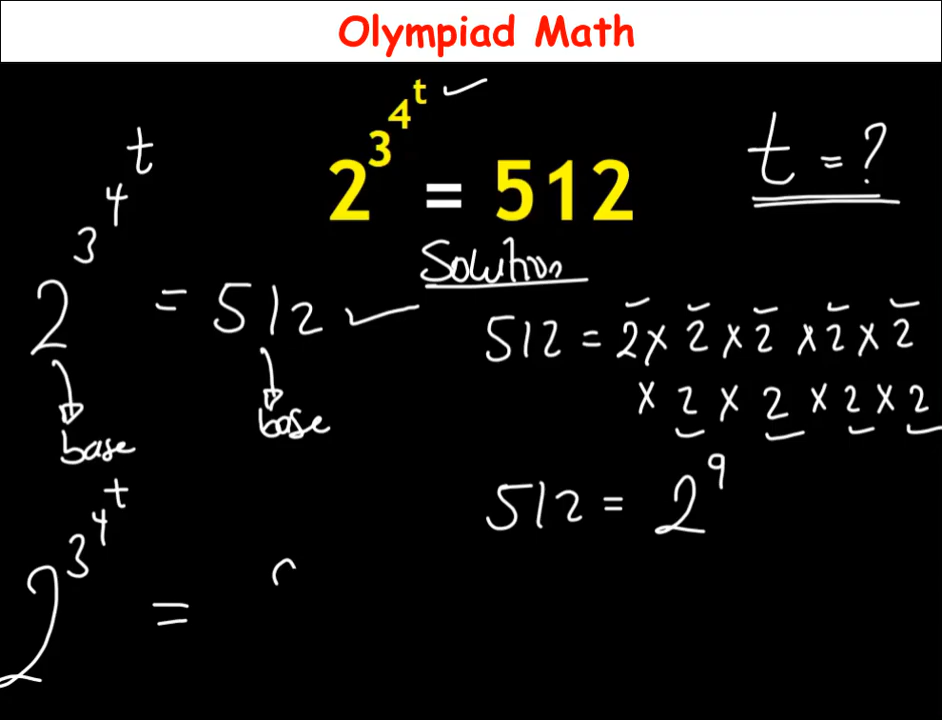 Olympiad Math
2^3^4^t = 512
t = ?
Solution
2^3^4^t = 512
base
base
512 = 2 × 2 × 2 × 2 × 2
× 2 × 2 × 2 × 2
512 = 2^9
2^3^4^t =